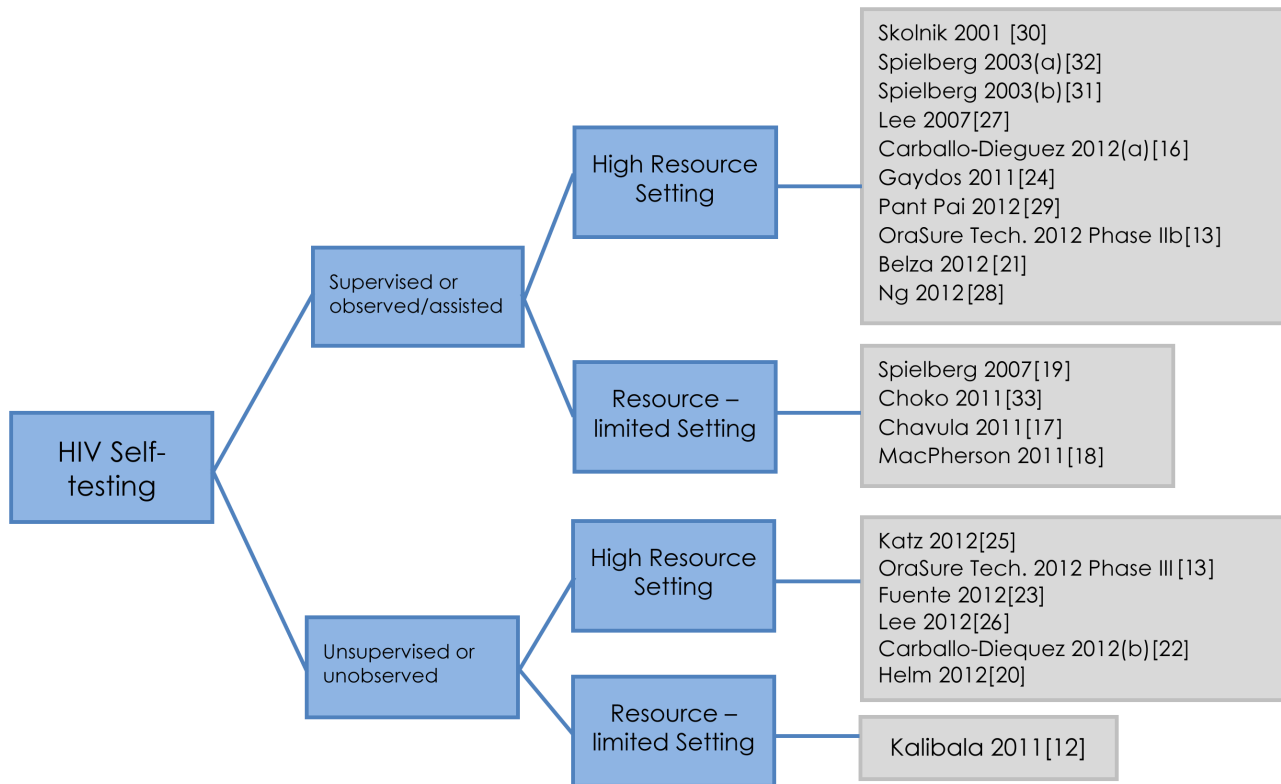 HIV Self-
testing
Supervised or
observed/assisted
High Resource
Setting
Skolnik 2001 [30]
Spielberg 2003(a)[32]
Spielberg 2003(b)[31]
Lee 2007[27]
Carballo-Dieguez 2012(a)[16]
Gaydos 2011[24]
Pant Pai 2012[29]
OraSure Tech. 2012 Phase IIb[13]
Belza 2012[21]
Ng 2012[28]
Resource –
limited Setting
Spielberg 2007[19]
Choko 2011[33]
Chavula 2011[17]
MacPherson 2011[18]
Unsupervised or
unobserved
High Resource
Setting
Katz 2012[25]
OraSure Tech. 2012 Phase III[13]
Fuente 2012[23]
Lee 2012[26]
Carballo-Diequez 2012(b)[22]
Helm 2012[20]
Resource –
limited Setting
Kalibala 2011[12]